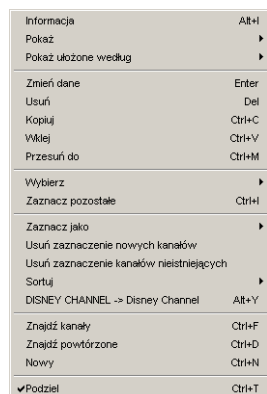 Informacja Alt+I
Pokaż
Pokaż ułożone według
Zmień dane Enter
Usuń Del
Kopiuj Ctrl+C
Wklej Ctrl+V
Przesuń do Ctrl+M
Wybierz
Zaznacz pozostałe Ctrl+I
Zaznacz jako
Usuń zaznaczenie nowych kanałów
Usuń zaznaczenie kanałów nieistniejących
Sortuj
DISNEY CHANNEL -> Disney Channel Alt+Y
Znajdź kanały Ctrl+F
Znajdź powtórzone Ctrl+D
Nowy Ctrl+N
Podziel Ctrl+T